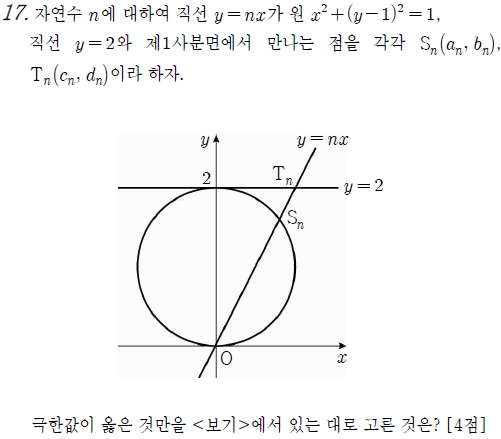 17. 자연수 n에 대하여 직선 y=nx가 원 x²+(y-1)²=1,
직선 y=2와 제1사분면에서 만나는 점을 각각 Sₙ(aₙ, bₙ),
Tₙ(cₙ, dₙ)이라 하자.
y
y=nx
Tₙ
2
y=2
Sₙ
O
x
극한값이 옳은 것만을 <보기>에서 있는 대로 고른 것은? [4점]